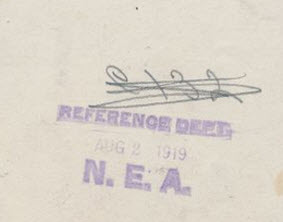 REFERENCE DEPT.
AUG 2 1919
N. E. A.